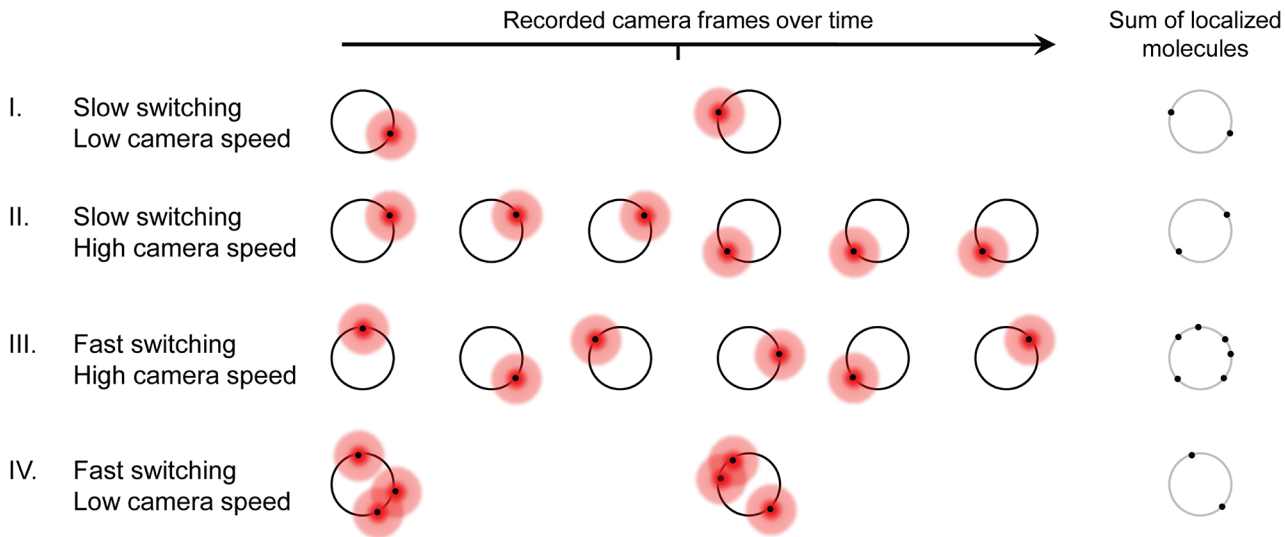 Recorded camera frames over time
Sum of localized
molecules
I. Slow switching
Low camera speed
II. Slow switching
High camera speed
III. Fast switching
High camera speed
IV. Fast switching
Low camera speed